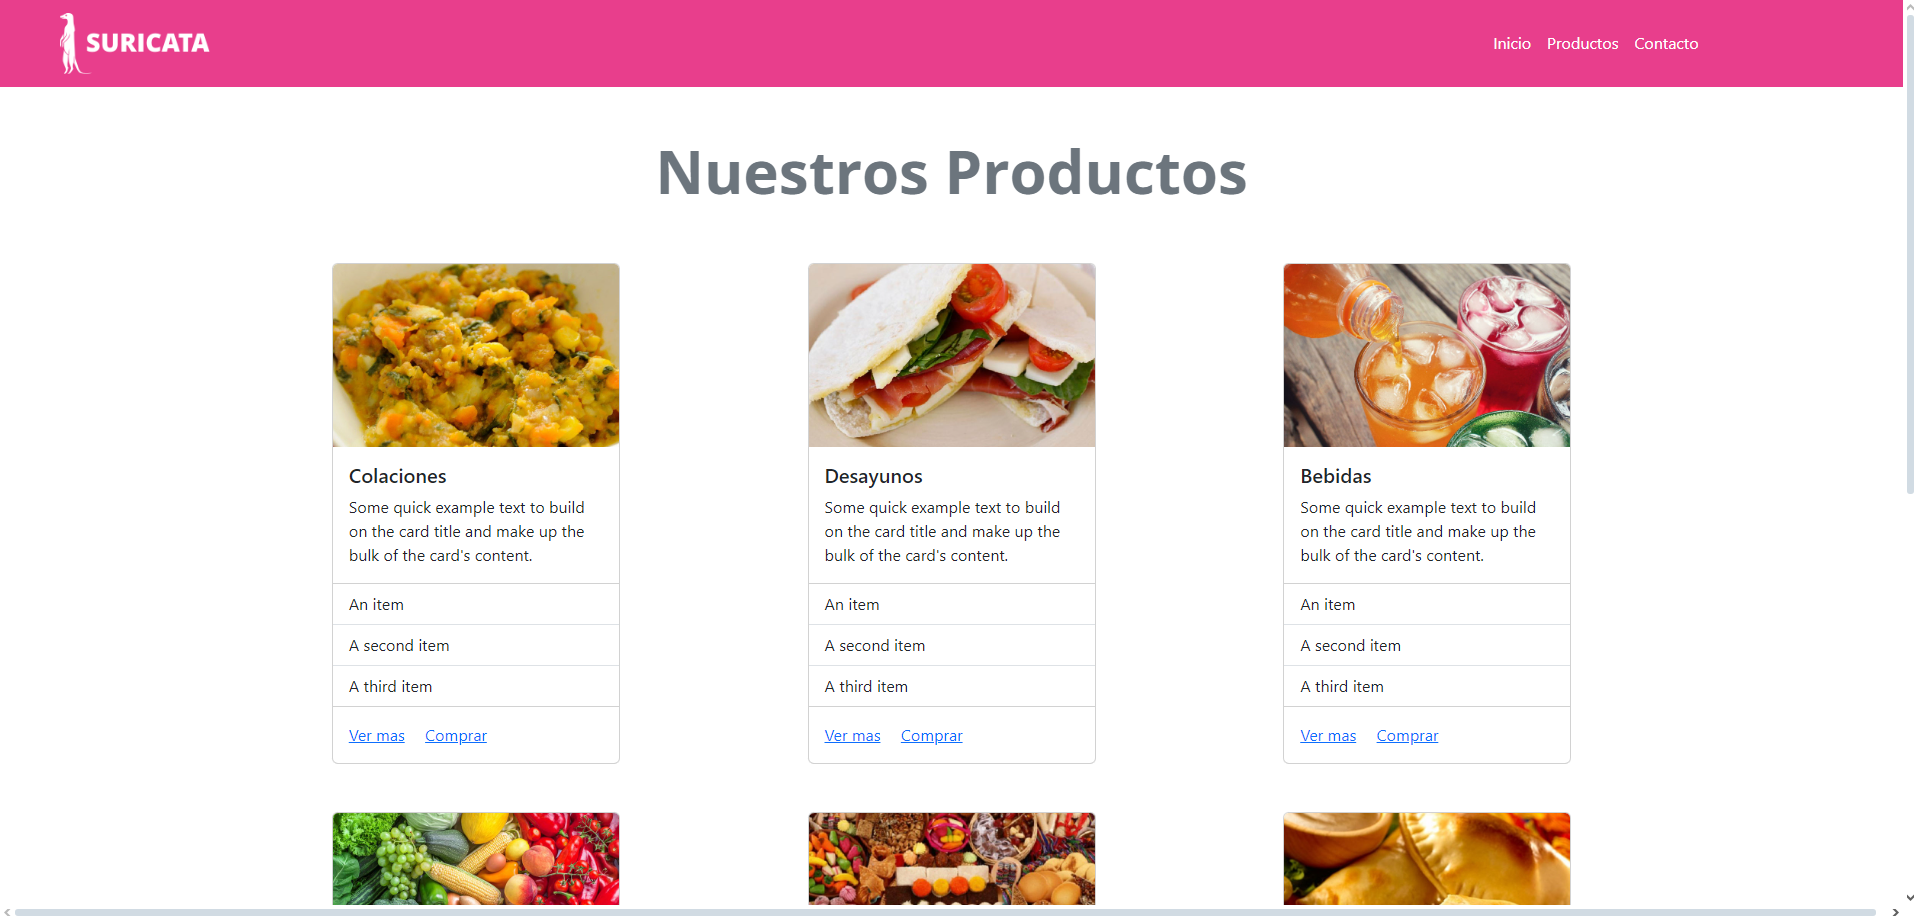 SURICATA
Inicio Productos Contacto
Nuestros Productos
Colaciones
Some quick example text to build
on the card title and make up the
bulk of the card's content.
An item
A second item
A third item
Ver mas Comprar
Desayunos
Some quick example text to build
on the card title and make up the
bulk of the card's content.
An item
A second item
A third item
Ver mas Comprar
Bebidas
Some quick example text to build
on the card title and make up the
bulk of the card's content.
An item
A second item
A third item
Ver mas Comprar